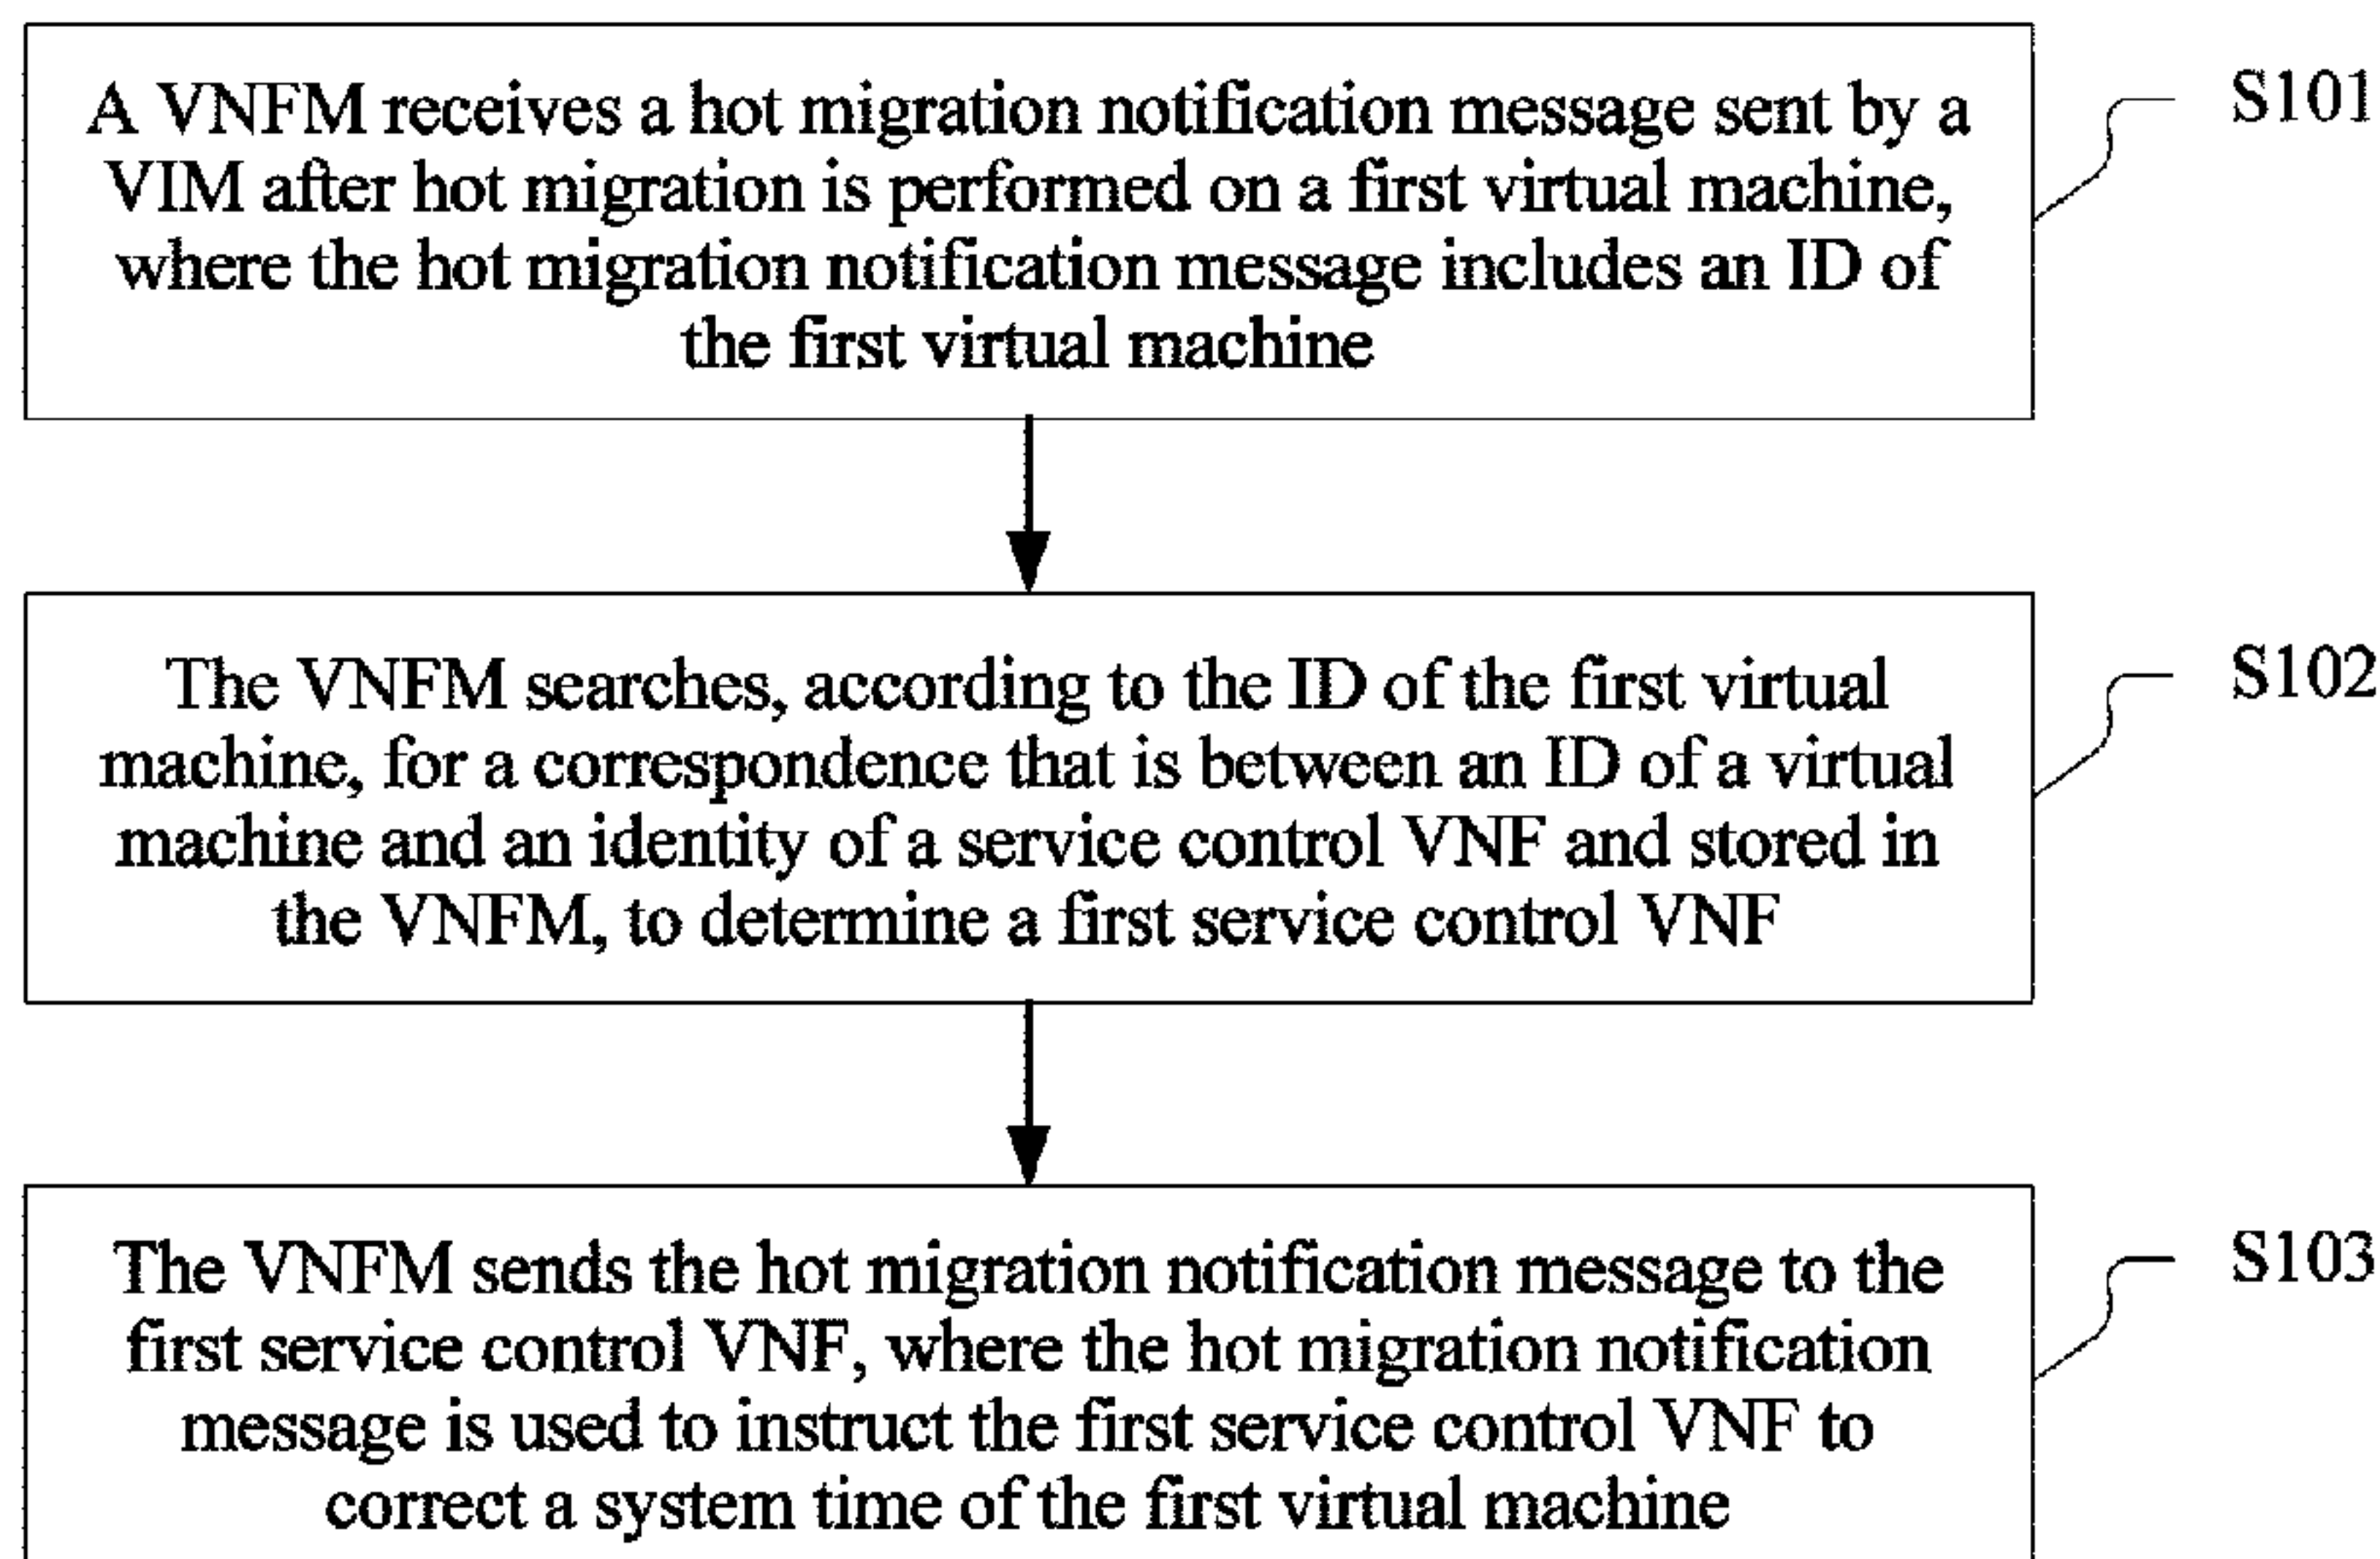 A VNFM receives a hot migration notification message sent by a
VIM after hot migration is performed on a first virtual machine,
where the hot migration notification message includes an ID of
the first virtual machine
S101
The VNFM searches, according to the ID of the first virtual
machine, for a correspondence that is between an ID of a virtual
machine and an identity of a service control VNF and stored in
the VNFM, to determine a first service control VNF
S102
The VNFM sends the hot migration notification message to the
first service control VNF, where the hot migration notification
message is used to instruct the first service control VNF to
correct a system time of the first virtual machine
S103